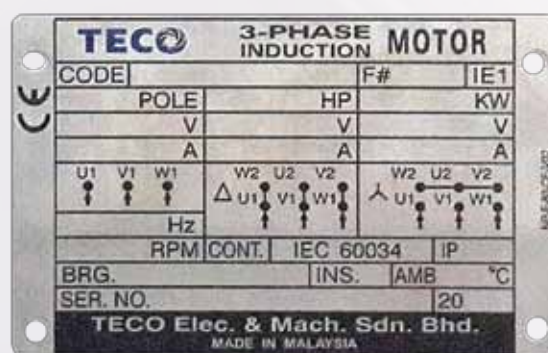 TECO 3-PHASE INDUCTION MOTOR
CODE F# IE1
POLE HP KW
V V V
A A A
U1 V1 W1 W2 U2 V2 W2 U2 V2
Δ U1 V1 W1 U1 V1 W1
Hz
RPM CONT. IEC 60034 IP
BRG. INS. AMB °C
SER. NO. 20
TECO Elec. & Mach. Sdn. Bhd.
MADE IN MALAYSIA
CE